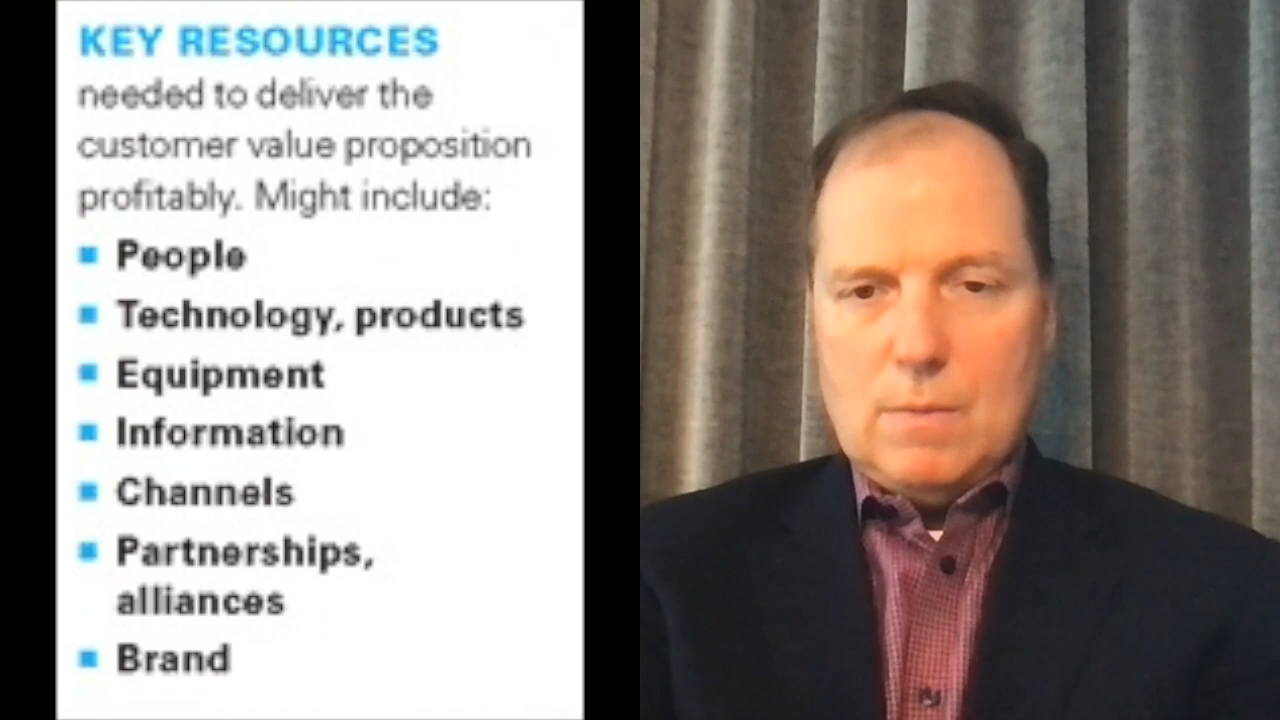 KEY RESOURCES
needed to deliver the
customer value proposition
profitably. Might include:
People
Technology, products
Equipment
Information
Channels
Partnerships,
alliances
Brand